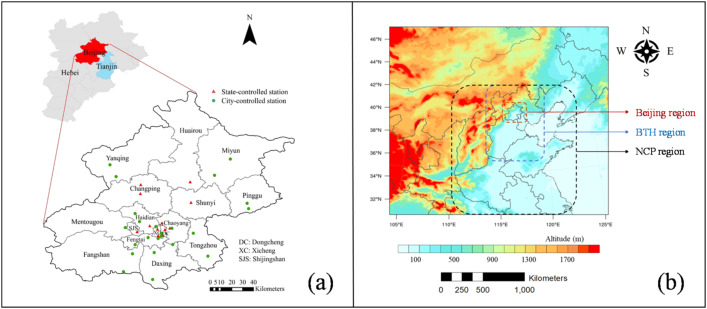 N
Beijing
Tianjin
Hebei
State-controlled station
City-controlled station
Huairou
Miyun
Yanqing
Changping
Pinggu
Shunyi
Mentougou
Haidian
Chaoyang
SJS
Fengtai
Tongzhou
Fangshan
Daxing
DC: Dongcheng
XC: Xicheng
SJS: Shijingshan
0 5 10 20 30 40
Kilometers
(a)
46°N
44°N
42°N
40°N
38°N
36°N
34°N
32°N
105°E 110°E 115°E 120°E 125°E
N
W E
S
Beijing region
BTH region
NCP region
Altitude (m)
100 500 900 1300 1700
Kilometers
0 250 500 1,000
(b)